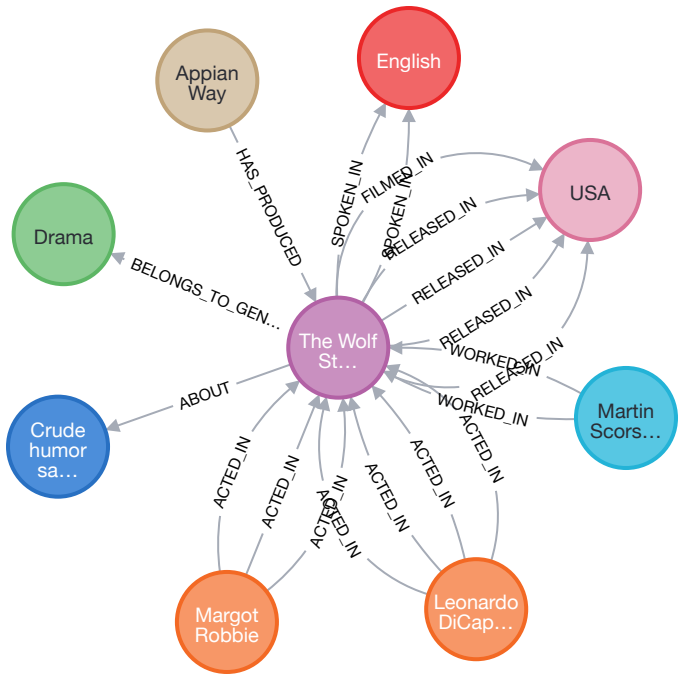 Appian
Way
English
HAS_PRODUCED
SPOKEN_IN
SPOKEN_IN
FILMED_IN
USA
RELEASED_IN
RELEASED_IN
RELEASED_IN
RELEASED_IN
Drama
BELONGS_TO_GEN…
The Wolf
St…
WORKED_IN
WORKED_IN
ABOUT
Crude
humor
sa…
Martin
Scors…
ACTED_IN
ACTED_IN
ACTED_IN
ACTED_IN
ACTED_IN
ACTED_IN
ACTED_IN
Margot
Robbie
Leonardo
DiCap…